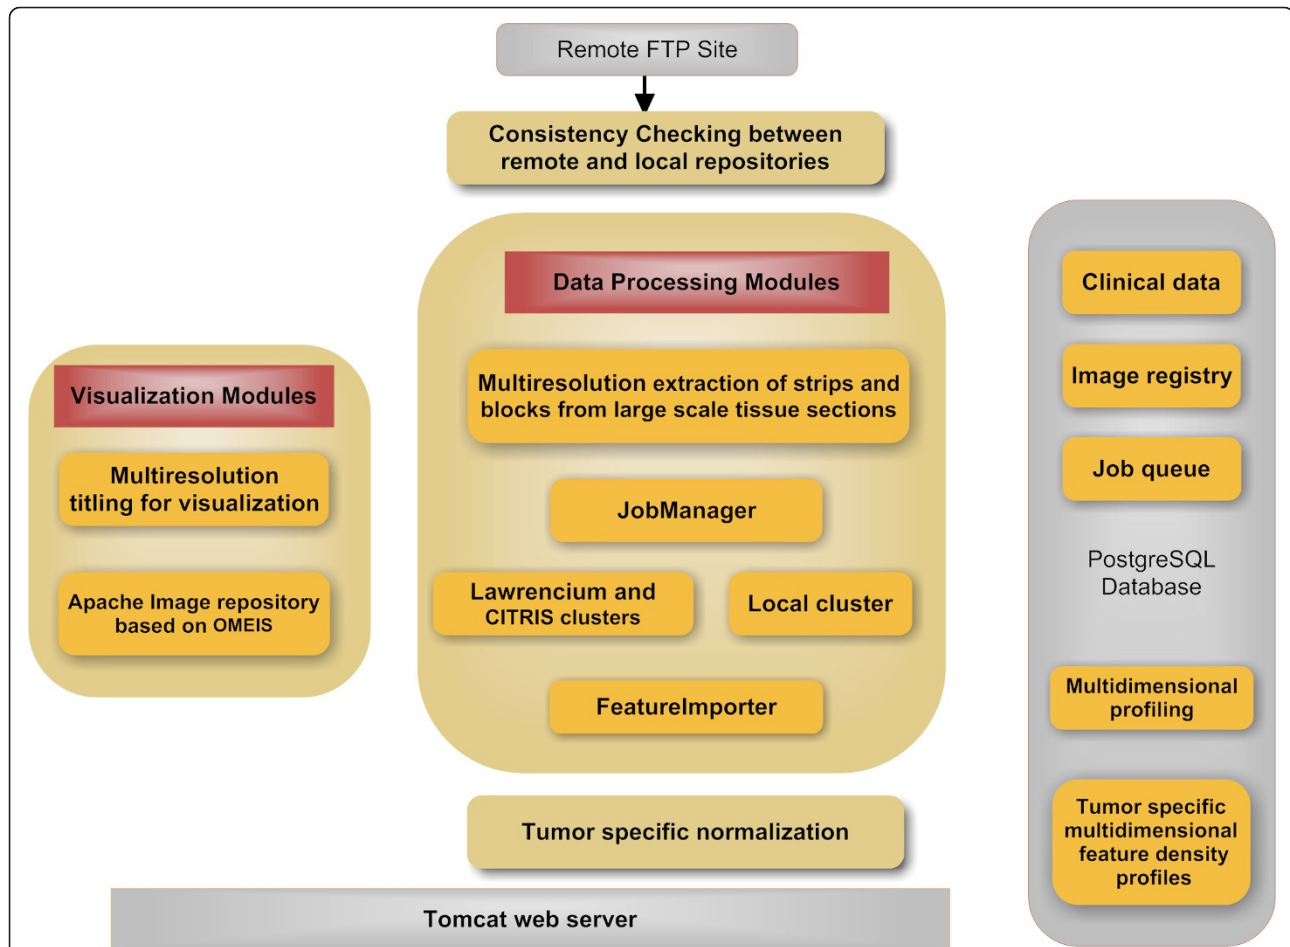 Remote FTP Site
Consistency Checking between
remote and local repositories
Data Processing Modules
Multiresolution extraction of strips and
blocks from large scale tissue sections
JobManager
Lawrencium and
CITRIS clusters
Local cluster
FeatureImporter
Visualization Modules
Multiresolution
titling for visualization
Apache Image repository
based on OMEIS
Clinical data
Image registry
Job queue
PostgreSQL
Database
Multidimensional
profiling
Tumor specific
multidimensional
feature density
profiles
Tumor specific normalization
Tomcat web server